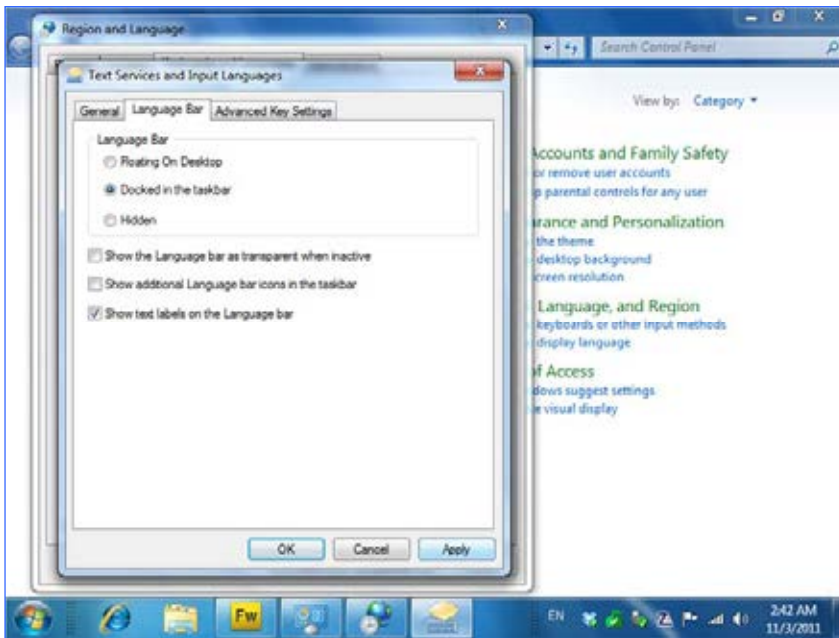 Region and Language
Search Control Panel
Text Services and Input Languages
General
Language Bar
Advanced Key Settings
View by: Category
Language Bar
Floating On Desktop
Docked in the taskbar
Hidden
Show the Language bar as transparent when inactive
Show additional Language bar icons in the taskbar
Show text labels on the Language bar
Accounts and Family Safety
or remove user accounts
parental controls for any user
the theme
desktop background
resolution
Language, and Region
keyboards or other input methods
display language
of Access
suggest settings
visual display
OK
Cancel
Apply
Fw
EN
2:42 AM
11/3/2011